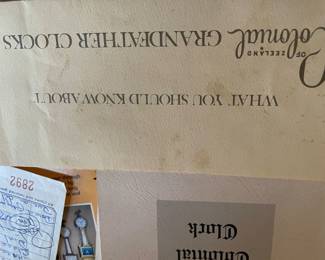 WHAT YOU SHOULD KNOW ABOUT
Colonial
OF ZEELAND
GRANDFATHER CLOCKS
Colonial
Clock
2892